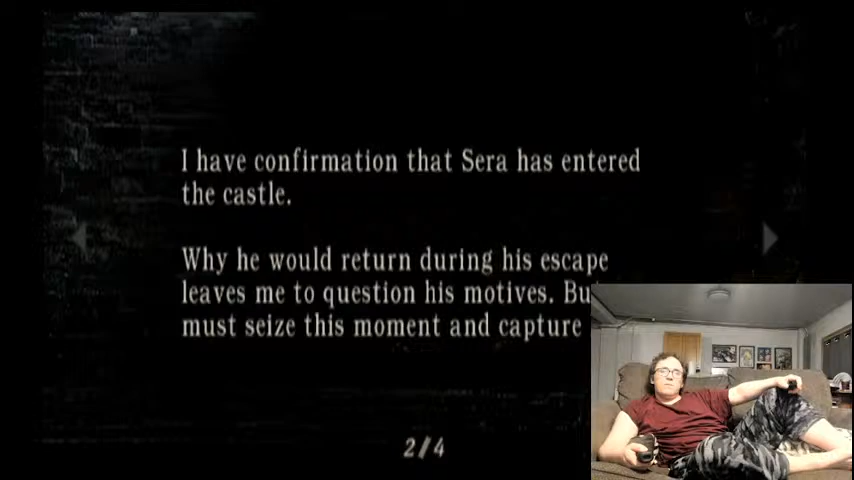 I have confirmation that Sera has entered
the castle.
Why he would return during his escape
leaves me to question his motives. Bu
must seize this moment and capture
2/4